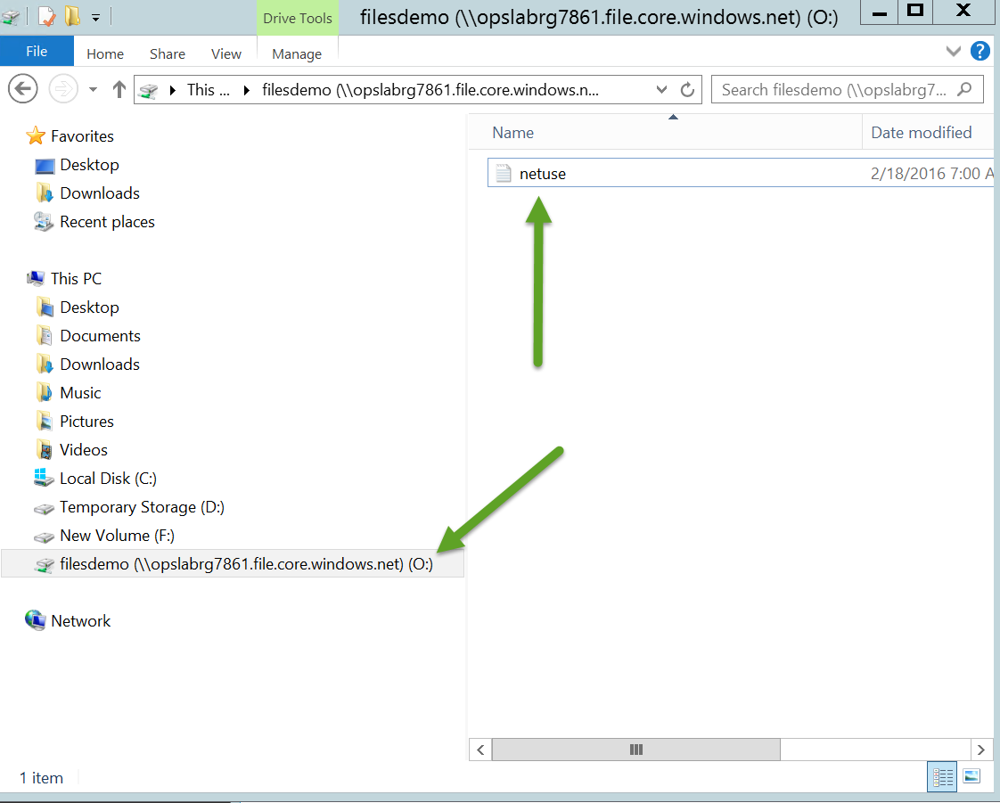 Drive Tools
filesdemo (\\opslabrg7861.file.core.windows.net) (O:)
File
Home
Share
View
Manage
This ...
filesdemo (\\opslabrg7861.file.core.windows.n...
Search filesdemo (\\opslabrg7...
Favorites
Desktop
Downloads
Recent places
This PC
Desktop
Documents
Downloads
Music
Pictures
Videos
Local Disk (C:)
Temporary Storage (D:)
New Volume (F:)
filesdemo (\\opslabrg7861.file.core.windows.net) (O:)
Network
Name
Date modified
netuse
2/18/2016 7:00 A
1 item